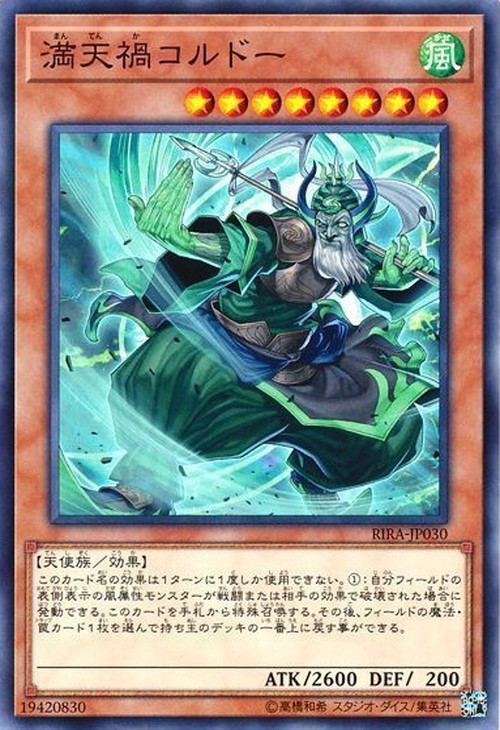 満天禍コルドー
風
RIRA-JP030
【天使族／効果】
このカード名の効果は1ターンに1度しか使用できない。①：自分フィールドの
表側表示の風属性モンスターが戦闘または相手の効果で破壊された場合に
発動できる。このカードを手札から特殊召喚する。その後、フィールドの魔法・
罠カード1枚を選んで持ち主のデッキの一番上に戻す事ができる。
ATK/2600 DEF/ 200
19420830 ©高橋和希 スタジオ・ダイス/集英社